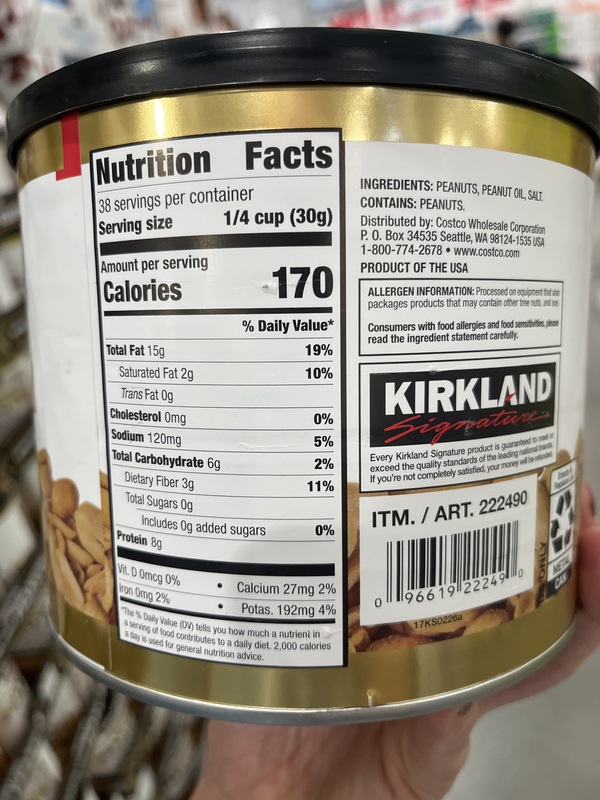 Nutrition Facts
38 servings per container
Serving size 1/4 cup (30g)
Amount per serving
Calories 170
% Daily Value*
Total Fat 15g 19%
Saturated Fat 2g 10%
Trans Fat 0g
Cholesterol 0mg 0%
Sodium 120mg 5%
Total Carbohydrate 6g 2%
Dietary Fiber 3g 11%
Total Sugars 0g
Includes 0g added sugars 0%
Protein 8g
Vit. D 0mcg 0% • Calcium 27mg 2%
Iron 0mg 2% • Potas. 192mg 4%
*The % Daily Value (DV) tells you how much a nutrient in
a serving of food contributes to a daily diet. 2,000 calories
a day is used for general nutrition advice.
INGREDIENTS: PEANUTS, PEANUT OIL, SALT.
CONTAINS: PEANUTS.
Distributed by: Costco Wholesale Corporation
P. O. Box 34535 Seattle, WA 98124-1535 USA
1-800-774-2678 • www.costco.com
PRODUCT OF THE USA
ALLERGEN INFORMATION: Processed on equipment that also
packages products that may contain other tree nuts, and soy.
Consumers with food allergies and food sensitivities, please
read the ingredient statement carefully.
KIRKLAND
Signature
Every Kirkland Signature product is guaranteed to meet or
exceed the quality standards of the leading national brands.
If you're not completely satisfied, your money will be refunded.
ITM. / ART. 222490
0 96619 22249 0
17KS0226a
METAL
CAN